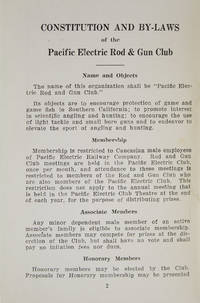 CONSTITUTION AND BY-LAWS
of the
Pacific Electric Rod & Gun Club
Name and Objects
The name of this organization shall be "Pacific Elec-
tric Rod and Gun Club."
Its objects are to encourage protection of game and
game fish in Southern California; to promote interest
in scientific angling and hunting; to encourage the use
of light tackle and small bore guns and to endeavor to
elevate the sport of angling and hunting.
Membership
Membership is restricted to Caucasian male employees
of Pacific Electric Railway Company. Rod and Gun
Club meetings are held in the Pacific Electric Club,
once per month, and attendance to these meetings is
restricted to members of the Rod and Gun Club who
are also members of the Pacific Electric Club. This
restriction does not apply to the annual meeting that
is held in the Pacific Electric Club Theatre at the end
of each year, for the purpose of distributing prizes.
Associate Members
Any minor dependent male member of an active
member's family is eligible to associate membership.
Associate members may compete for prizes at the dis-
cretion of the Club, but shall have no vote and shall
pay no initiation fees nor dues.
Honorary Members
Honorary members may be elected by the Club.
Proposals for Honorary membership may be presented
2